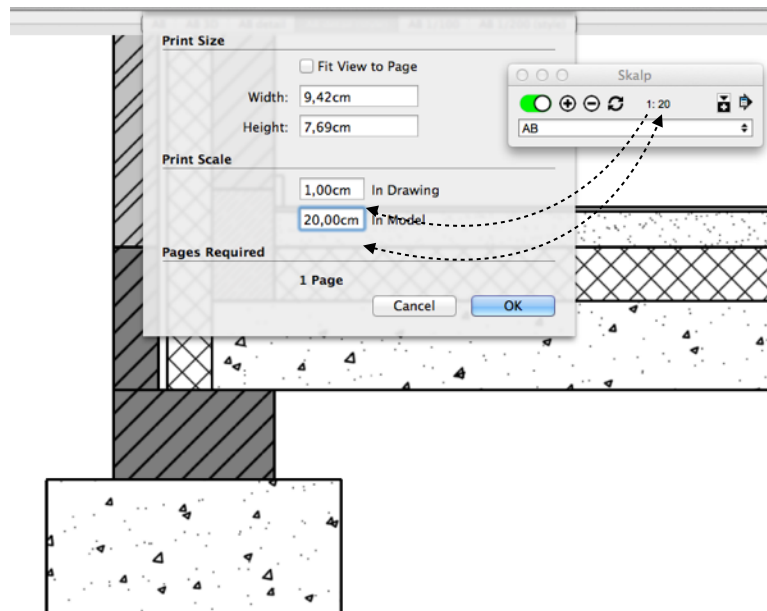 Print Size
Fit View to Page
Width: 9,42cm
Height: 7,69cm
Print Scale
1,00cm In Drawing
20,00cm In Model
Pages Required
1 Page
Cancel OK
Skalp
1: 20
AB